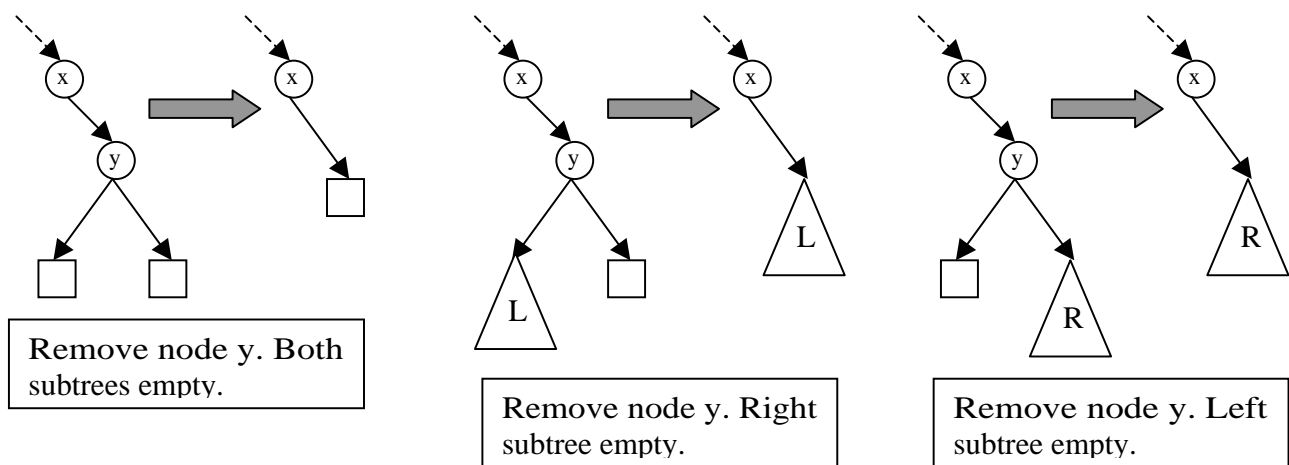 x
x
y
Remove node y. Both
subtrees empty.
x
x
y
L
L
Remove node y. Right
subtree empty.
x
x
y
R
R
Remove node y. Left
subtree empty.